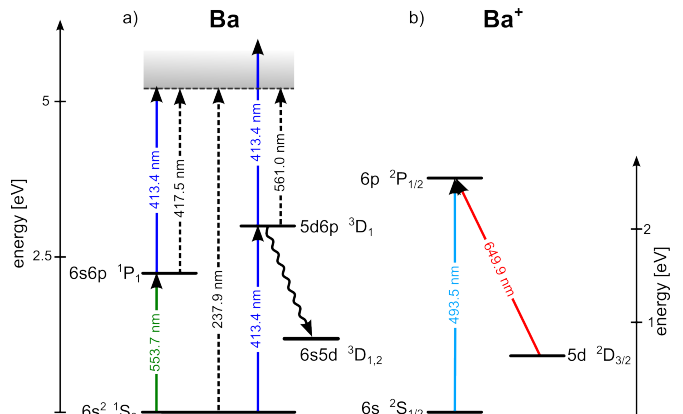 a) Ba
b) Ba⁺
energy [eV]
5
2.5
413.4 nm
417.5 nm
553.7 nm
237.9 nm
413.4 nm
413.4 nm
561.0 nm
6s6p ¹P₁
5d6p ³D₁
6s5d ³D₁,₂
6s² ¹S
6p ²P₁/₂
493.5 nm
649.9 nm
5d ²D₃/₂
6s ²S₁/₂
energy [eV]
2
1